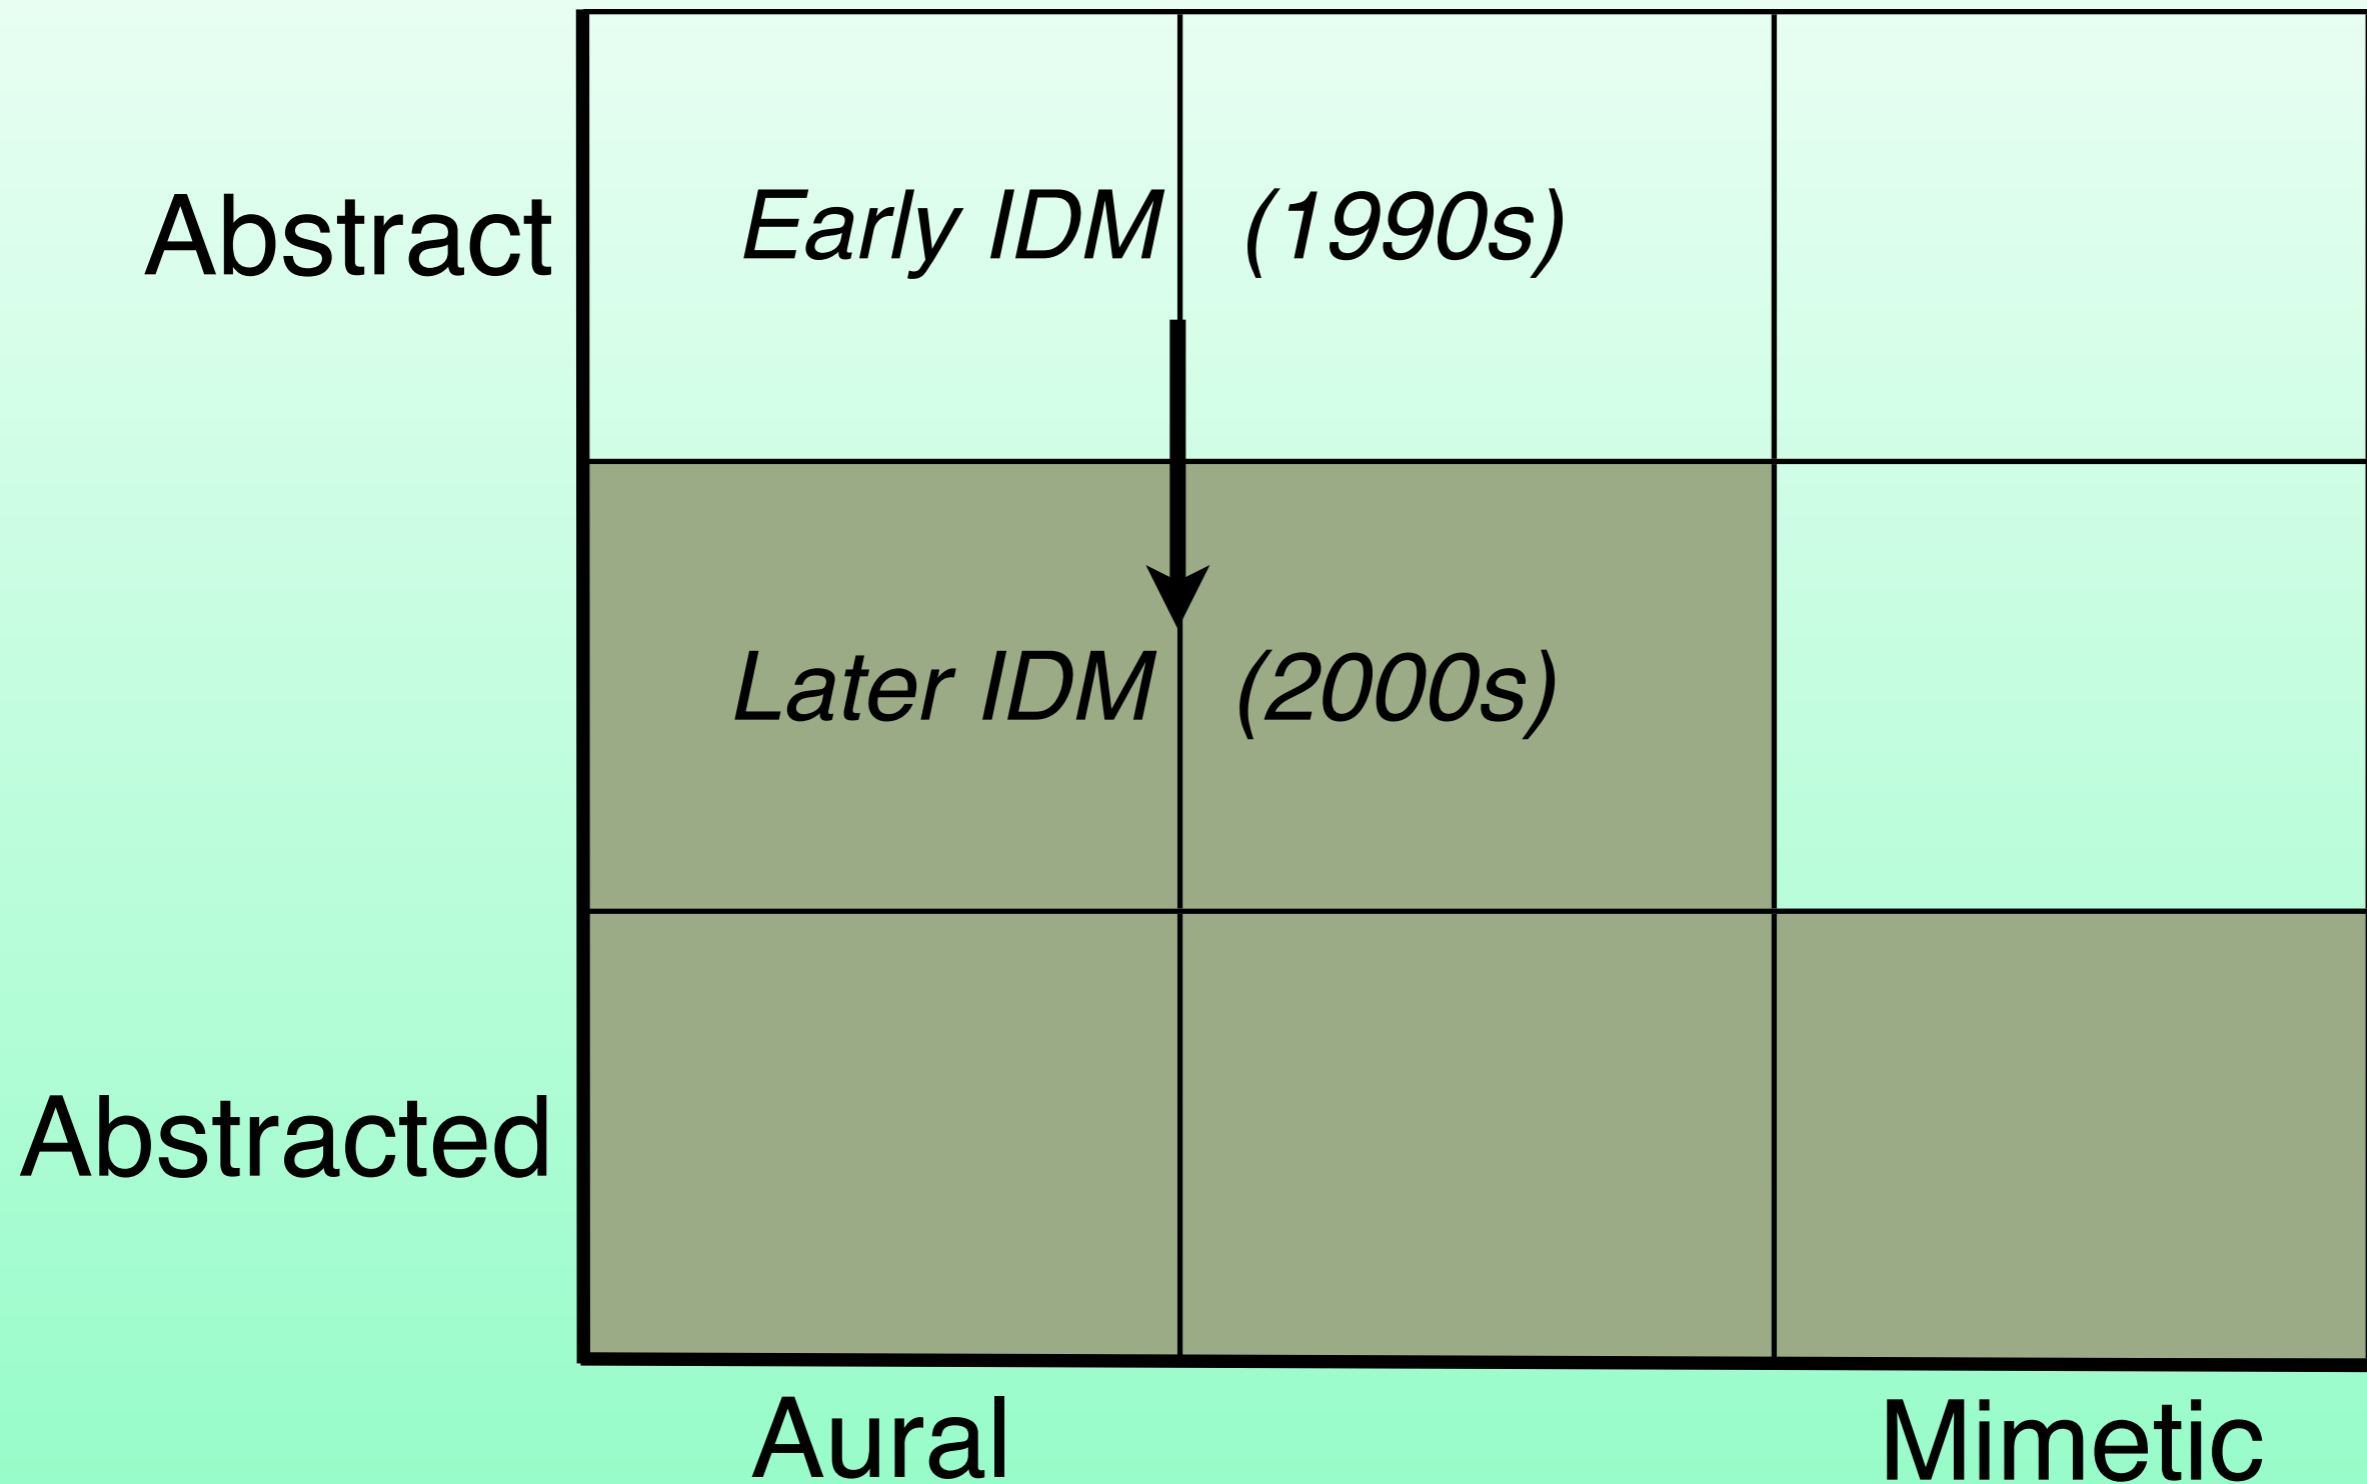 Abstract
Early IDM (1990s)
Later IDM (2000s)
Abstracted
Aural
Mimetic